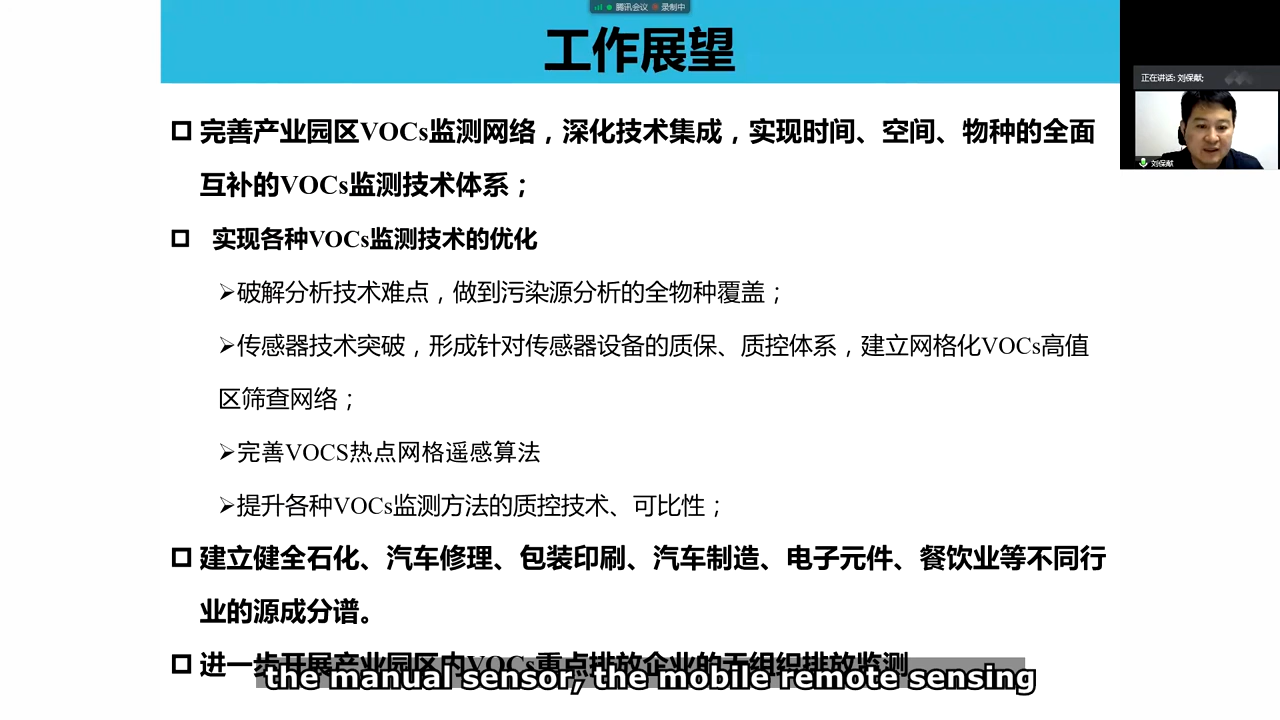 腾讯会议 录制中
工作展望
正在讲话: 刘保献;
刘保献
完善产业园区VOCs监测网络，深化技术集成，实现时间、空间、物种的全面
互补的VOCs监测技术体系；
实现各种VOCs监测技术的优化
➢破解分析技术难点，做到污染源分析的全物种覆盖；
➢传感器技术突破，形成针对传感器设备的质保、质控体系，建立网格化VOCs高值
区筛查网络；
➢完善VOCS热点网格遥感算法
➢提升各种VOCs监测方法的质控技术、可比性；
建立健全石化、汽车修理、包装印刷、汽车制造、电子元件、餐饮业等不同行
业的源成分谱。
进一步开展产业园区内VOCs重点排放企业的无组织排放监测
the manual sensor, the mobile remote sensing